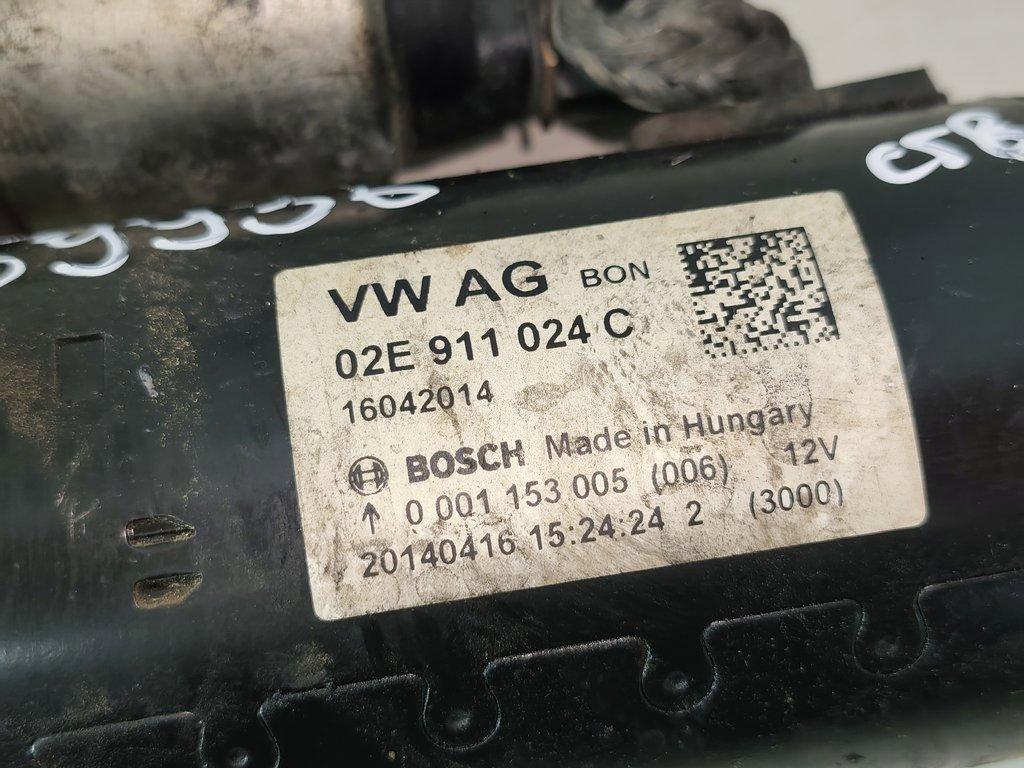 VW AG BON
02E 911 024 C
16042014
BOSCH Made in Hungary
↑ 0 001 153 005 (006) 12V
20140416 15:24:24 2 (3000)